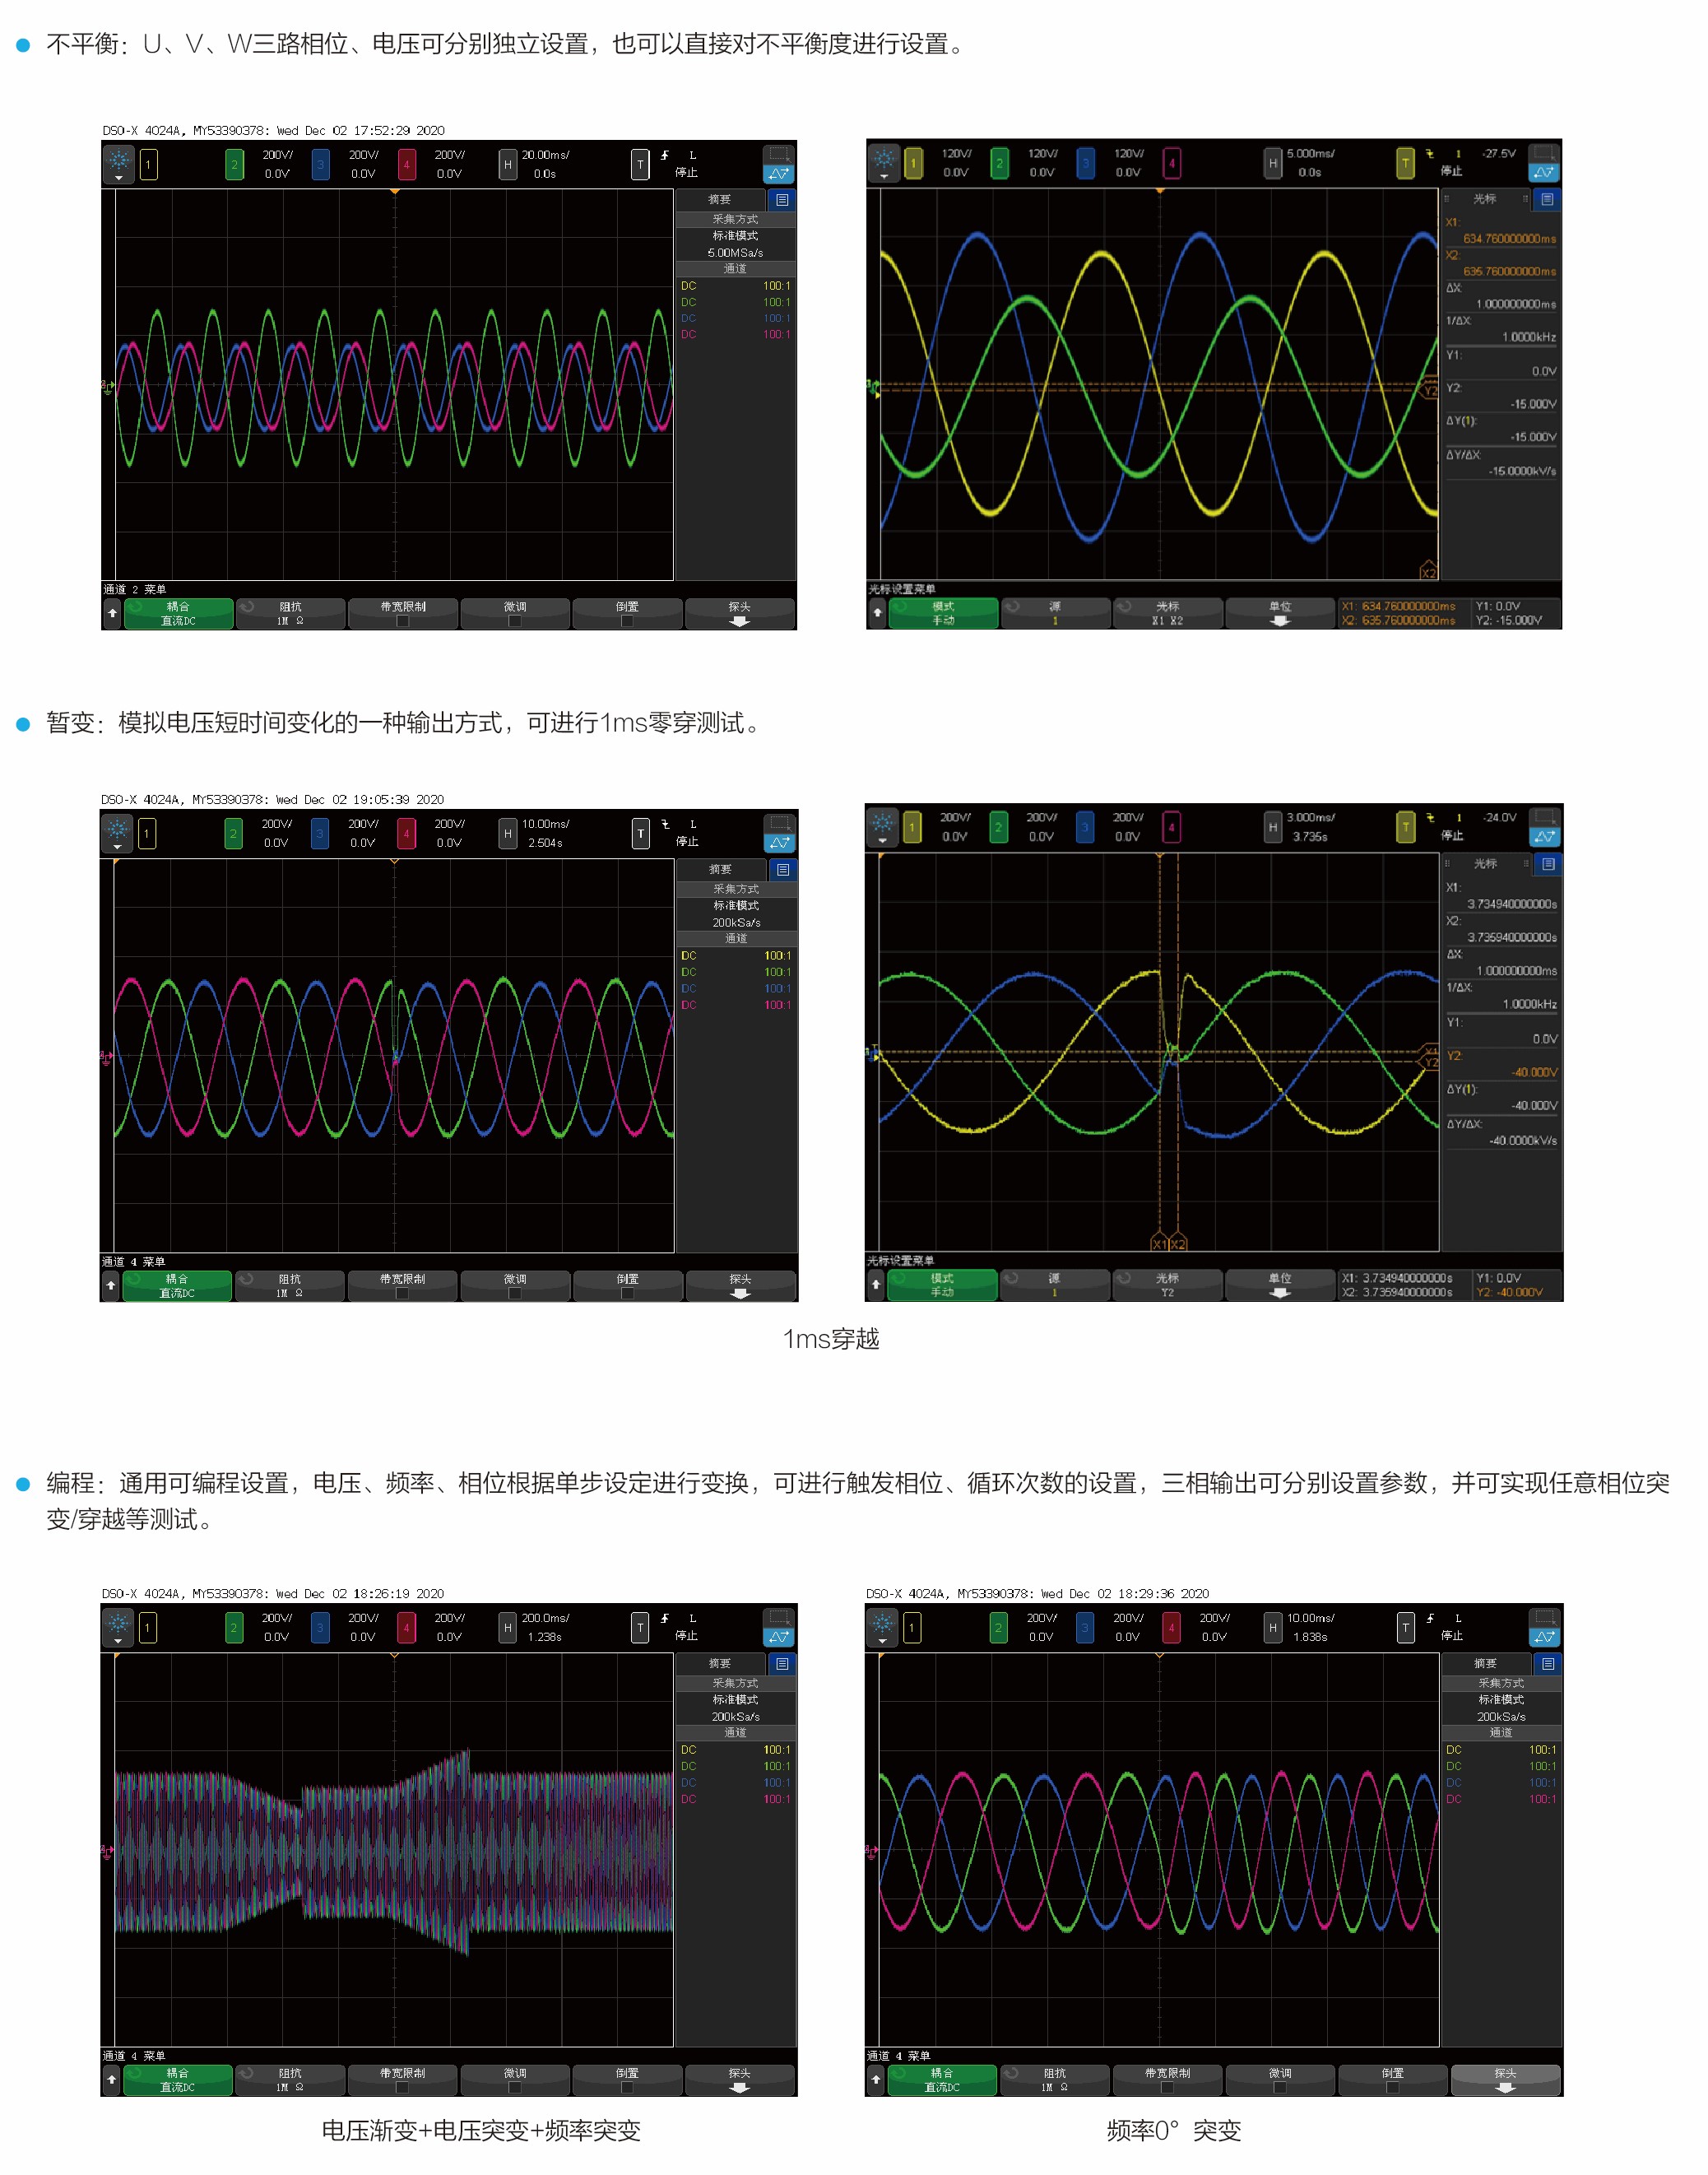 不平衡：U、V、W三路相位、电压可分别独立设置，也可以直接对不平衡度进行设置。
DSO-X 4024A, MY53390378: Wed Dec 02 17:52:29 2020
1 2 200V/ 3 200V/ 4 200V/ H 20.00ms/ T L
0.0V 0.0V 0.0V 0.0s 停止
摘要
采集方式
标准模式
5.00MSa/s
通道
DC 100:1
DC 100:1
DC 100:1
DC 100:1
通道 2 菜单
耦合 阻抗 带宽限制 微调 倒置 探头
直流DC 1M Ω
1 120V/ 2 120V/ 3 120V/ 4 H 5.000ms/ T 1 -27.5V
0.0V 0.0V 0.0V 0.0s 停止
光标
X1:
634.760000000ms
X2:
635.760000000ms
ΔX:
1.000000000ms
1/ΔX:
1.0000kHz
Y1:
0.0V
Y2:
-15.000V
ΔY(1):
-15.000V
ΔY/ΔX:
-15.0000kV/s
Y2
X2
光标设置菜单
模式 源 光标 单位 X1: 634.760000000ms Y1: 0.0V
手动 1 X1 X2 X2: 635.760000000ms Y2: -15.000V
暂变：模拟电压短时间变化的一种输出方式，可进行1ms零穿测试。
DSO-X 4024A, MY53390378: Wed Dec 02 19:05:39 2020
1 2 200V/ 3 200V/ 4 200V/ H 10.00ms/ T L
0.0V 0.0V 0.0V 2.504s 停止
摘要
采集方式
标准模式
200kSa/s
通道
DC 100:1
DC 100:1
DC 100:1
DC 100:1
通道 4 菜单
耦合 阻抗 带宽限制 微调 倒置 探头
直流DC 1M Ω
1 200V/ 2 200V/ 3 200V/ 4 H 3.000ms/ T 1 -24.0V
0.0V 0.0V 0.0V 3.735s 停止
光标
X1:
3.734940000000s
X2:
3.735940000000s
ΔX:
1.000000000ms
1/ΔX:
1.0000kHz
Y1:
0.0V
Y2:
-40.000V
ΔY(1):
-40.000V
ΔY/ΔX:
-40.0000kV/s
Y1
Y2
X1 X2
光标设置菜单
模式 源 光标 单位 X1: 3.734940000000s Y1: 0.0V
手动 1 Y2 X2: 3.735940000000s Y2: -40.000V
1ms穿越
编程：通用可编程设置，电压、频率、相位根据单步设定进行变换，可进行触发相位、循环次数的设置，三相输出可分别设置参数，并可实现任意相位突
变/穿越等测试。
DSO-X 4024A, MY53390378: Wed Dec 02 18:26:19 2020
1 2 200V/ 3 200V/ 4 200V/ H 200.0ms/ T L
0.0V 0.0V 0.0V 1.238s 停止
摘要
采集方式
标准模式
200kSa/s
通道
DC 100:1
DC 100:1
DC 100:1
DC 100:1
通道 4 菜单
耦合 阻抗 带宽限制 微调 倒置 探头
直流DC 1M Ω
DSO-X 4024A, MY53390378: Wed Dec 02 18:29:36 2020
1 2 200V/ 3 200V/ 4 200V/ H 10.00ms/ T L
0.0V 0.0V 0.0V 1.838s 停止
摘要
采集方式
标准模式
200kSa/s
通道
DC 100:1
DC 100:1
DC 100:1
DC 100:1
通道 4 菜单
耦合 阻抗 带宽限制 微调 倒置 探头
直流DC 1M Ω
电压渐变+电压突变+频率突变
频率0° 突变